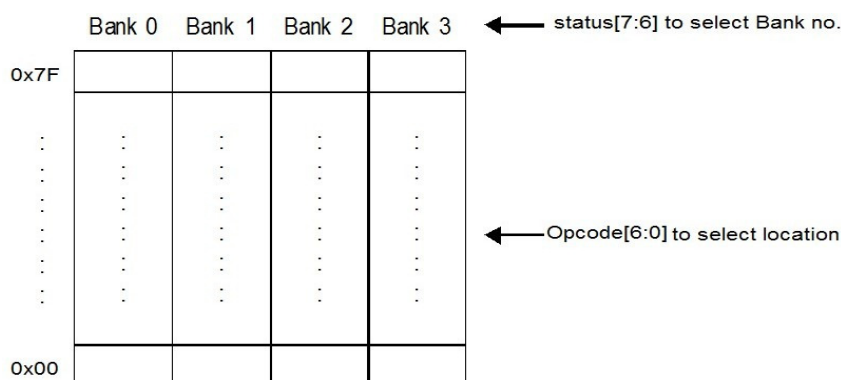 Bank 0 Bank 1 Bank 2 Bank 3
status[7:6] to select Bank no.
0x7F
Opcode[6:0] to select location
0x00